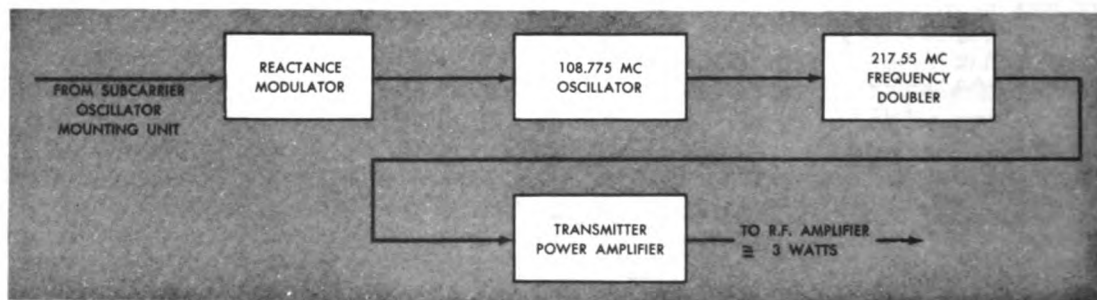 REACTANCE
MODULATOR
108.775 MC
OSCILLATOR
217.55 MC
FREQUENCY
DOUBLER
FROM SUBCARRIER
OSCILLATOR
MOUNTING UNIT
TRANSMITTER
POWER AMPLIFIER
TO R.F. AMPLIFIER
≅ 3 WATTS